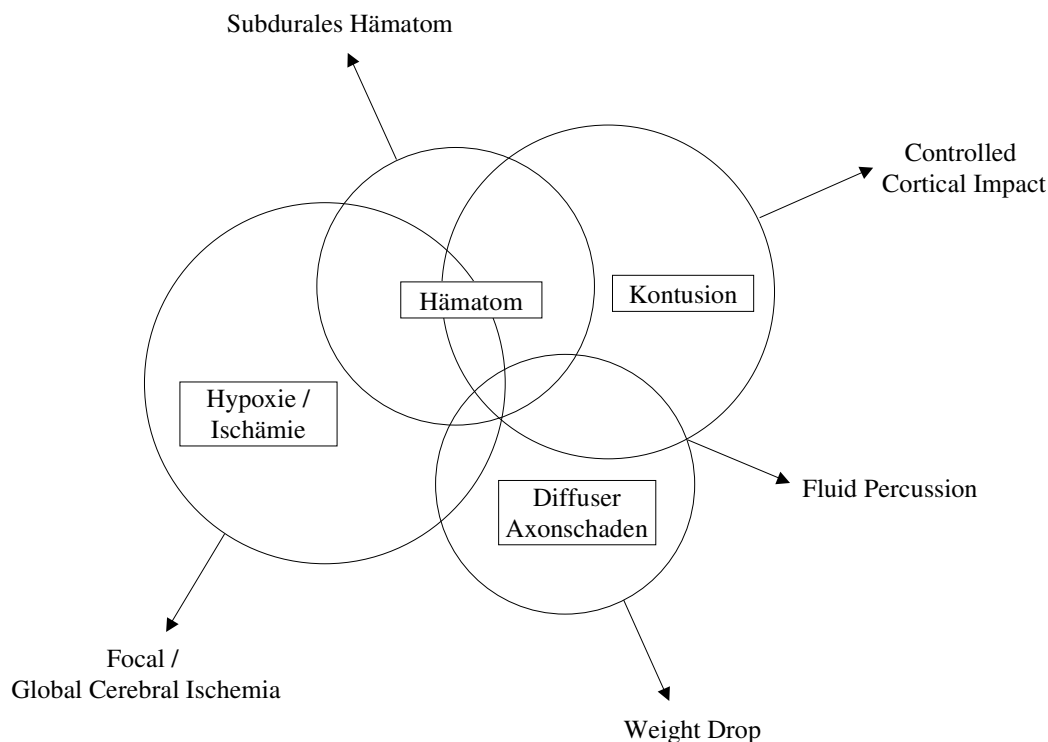 Subdurales Hämatom
Controlled
Cortical Impact
Hämatom
Kontusion
Hypoxie /
Ischämie
Diffuser
Axonschaden
Fluid Percussion
Focal /
Global Cerebral Ischemia
Weight Drop